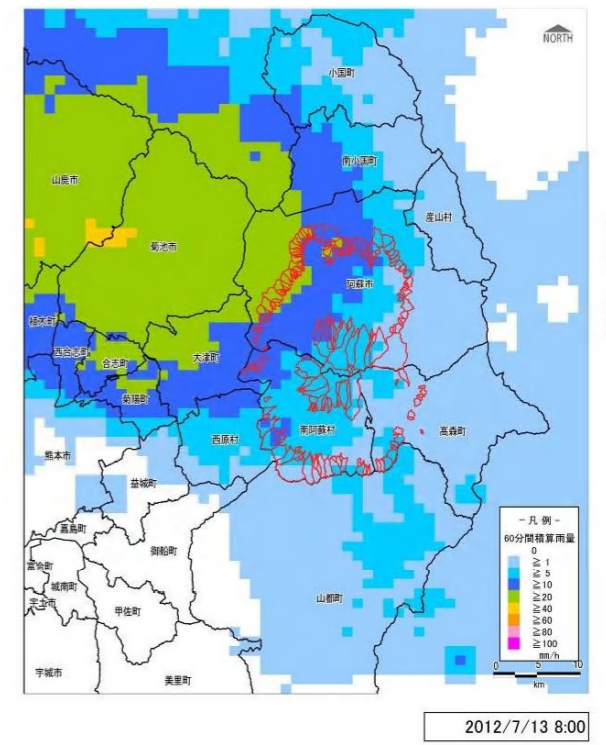 NORTH
小国町
南小国町
山鹿市
産山村
菊池市
阿蘇市
植木町
西合志町
合志町
大津町
菊陽町
西原村
南阿蘇村
高森町
熊本市
益城町
嘉島町
御船町
富合町
城南町
宇土市
甲佐町
山都町
宇城市
美里町
-凡例-
60分間積算雨量
0
≧1
≧5
≧10
≧20
≧40
≧60
≧80
≧100
mm/h
0 5 10
km
2012/7/13 8:00